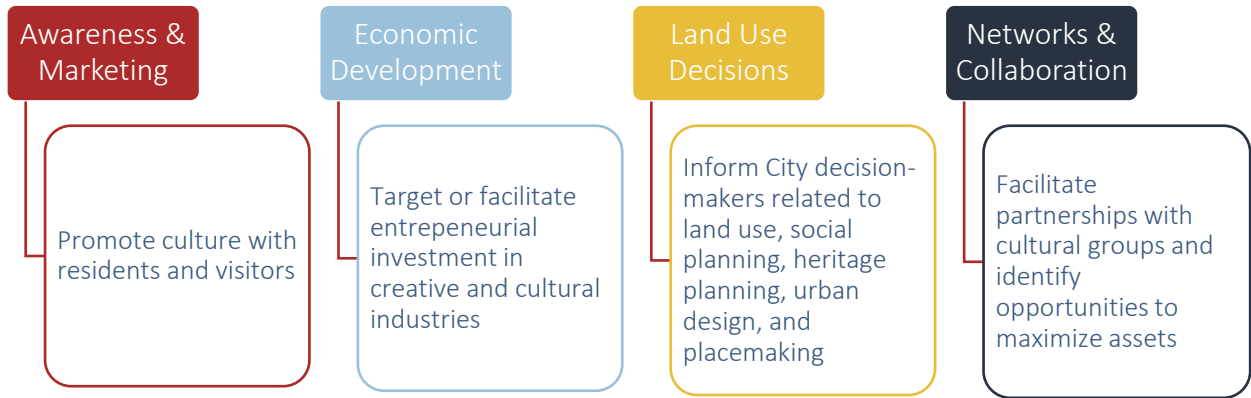 Awareness &
Marketing
Promote culture with
residents and visitors
Economic
Development
Target or facilitate
entrepeneurial
investment in
creative and cultural
industries
Land Use
Decisions
Inform City decision-
makers related to
land use, social
planning, heritage
planning, urban
design, and
placemaking
Networks &
Collaboration
Facilitate
partnerships with
cultural groups and
identify
opportunities to
maximize assets